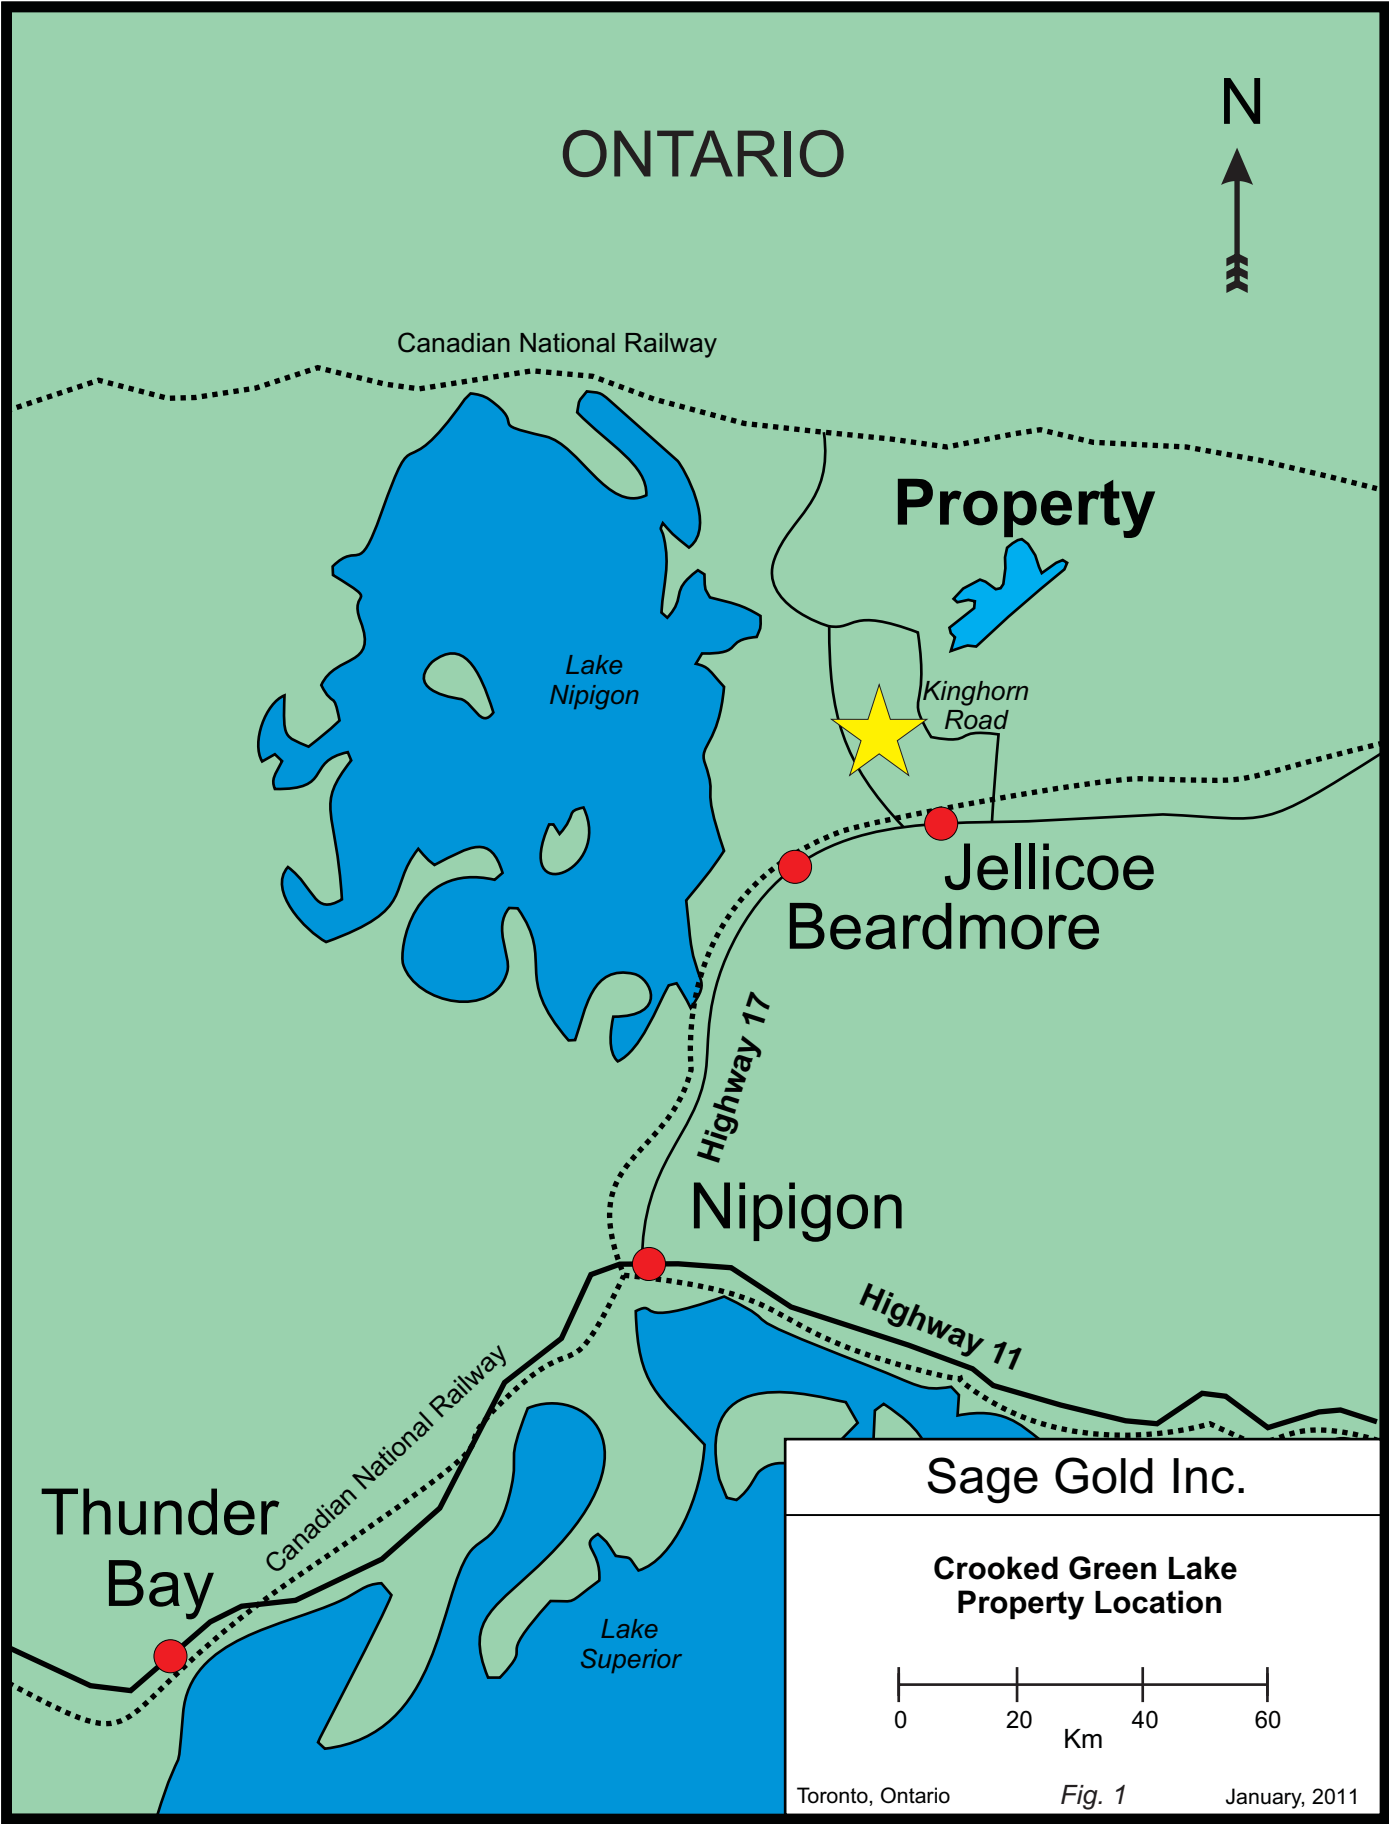 N
ONTARIO
Canadian National Railway
Property
Lake
Nipigon
Kinghorn
Road
Jellicoe
Beardmore
Highway 17
Nipigon
Highway 11
Canadian National Railway
Thunder
Bay
Lake
Superior
Sage Gold Inc.
Crooked Green Lake
Property Location
0 20 40 60
Km
Toronto, Ontario Fig. 1 January, 2011